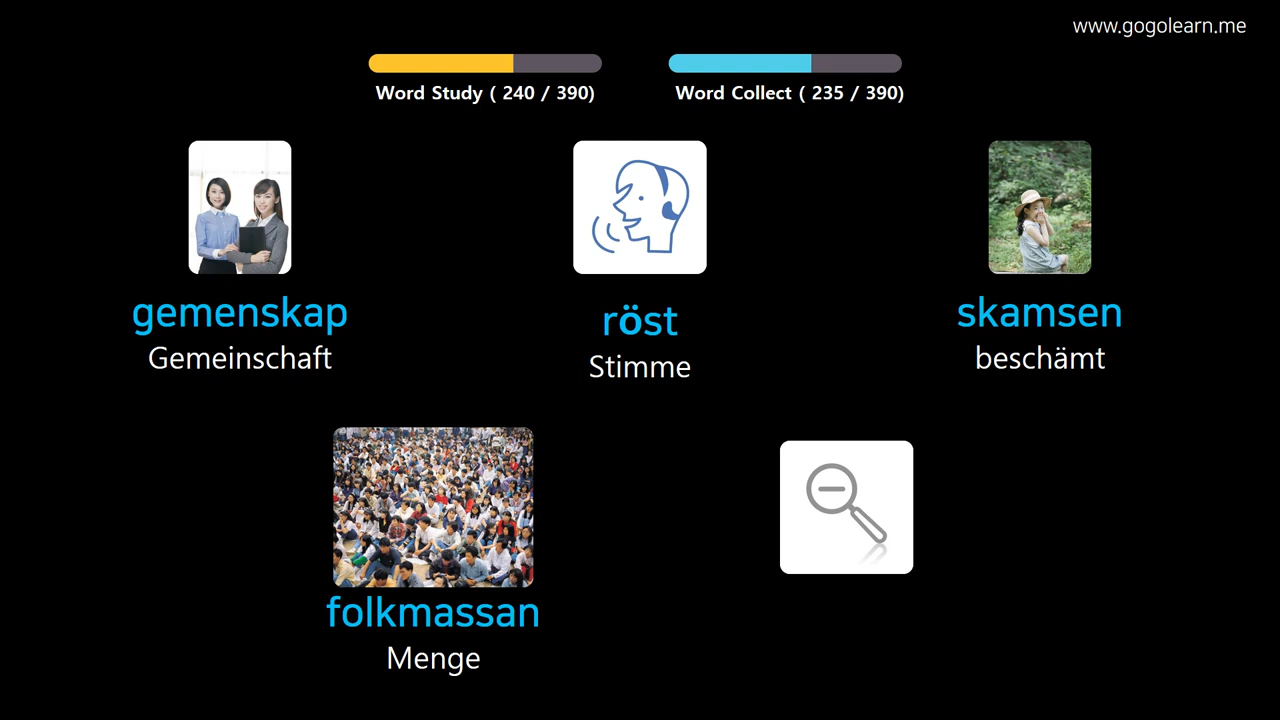 www.gogolearn.me
Word Study ( 240 / 390)
Word Collect ( 235 / 390)
gemenskap
Gemeinschaft
röst
Stimme
skamsen
beschämt
folkmassan
Menge